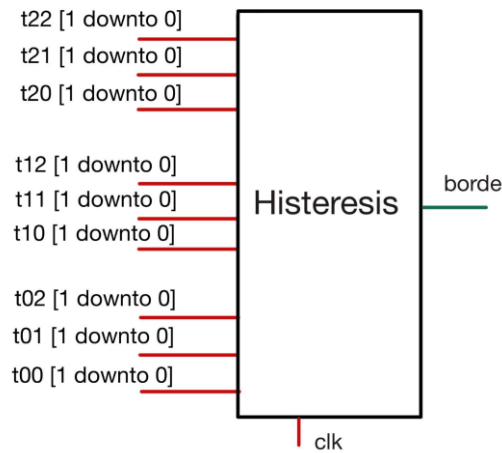 t22 [1 downto 0]
t21 [1 downto 0]
t20 [1 downto 0]
t12 [1 downto 0]
t11 [1 downto 0]
t10 [1 downto 0]
t02 [1 downto 0]
t01 [1 downto 0]
t00 [1 downto 0]
Histeresis
borde
clk